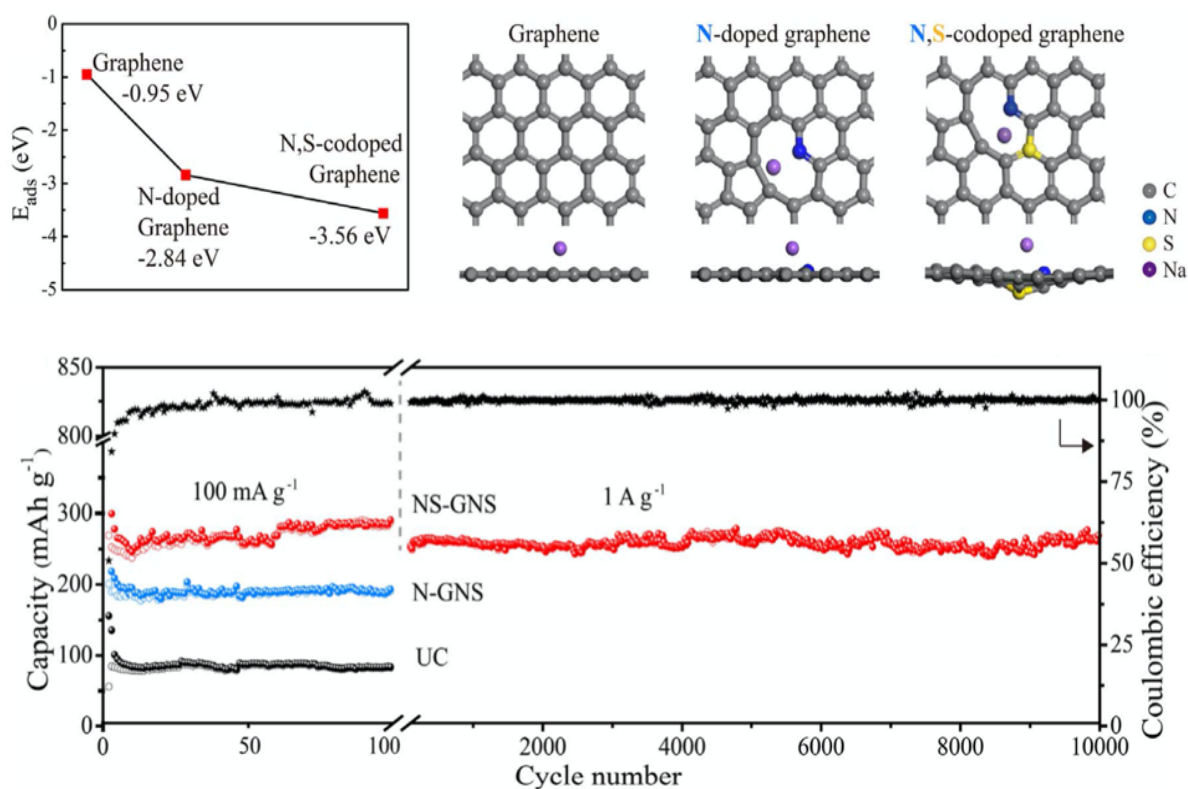 0
-1
-2
-3
-4
-5
E_ads (eV)
Graphene
-0.95 eV
N-doped
Graphene
-2.84 eV
N,S-codoped
Graphene
-3.56 eV
Graphene
N-doped graphene
N,S-codoped graphene
C
N
S
Na
850
800
300
200
100
0
Capacity (mAh g⁻¹)
100 mA g⁻¹
1 A g⁻¹
NS-GNS
N-GNS
UC
100
75
50
25
0
Coulombic efficiency (%)
0
50
100
2000
4000
6000
8000
10000
Cycle number